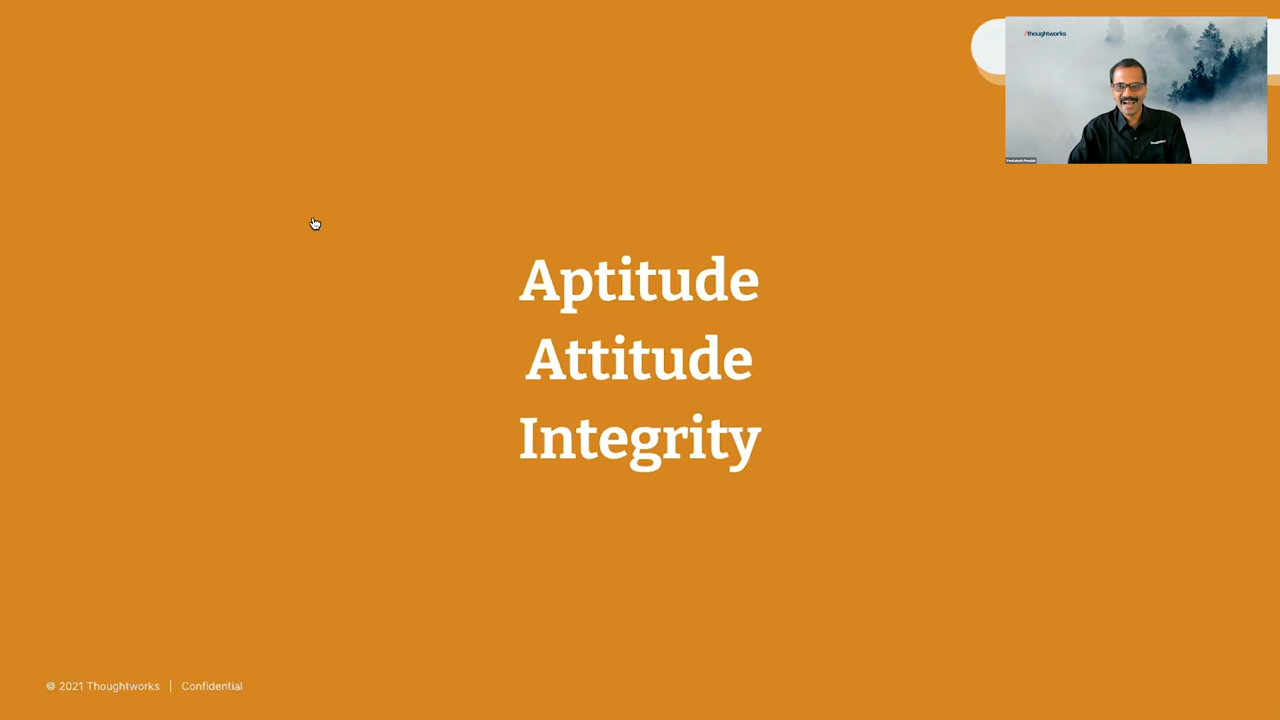 /thoughtworks
Aptitude
Attitude
Integrity
© 2021 Thoughtworks | Confidential